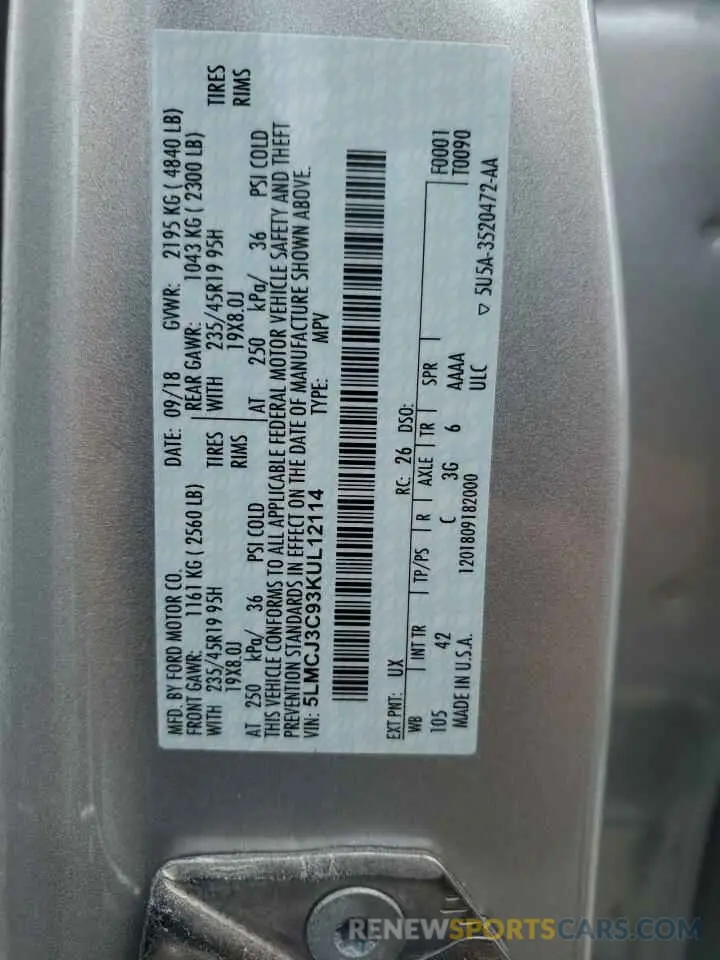 MFD. BY FORD MOTOR CO.
DATE: 09/18 GVWR: 2195 KG ( 4840 LB)
FRONT GAWR: 1161 KG ( 2560 LB)
REAR GAWR: 1043 KG ( 2300 LB)
WITH 235/45R19 95H TIRES
WITH 235/45R19 95H TIRES
19X8.0J RIMS
19X8.0J RIMS
AT 250 kPa/ 36 PSI COLD
AT 250 kPa/ 36 PSI COLD
THIS VEHICLE CONFORMS TO ALL APPLICABLE FEDERAL MOTOR VEHICLE SAFETY AND THEFT
PREVENTION STANDARDS IN EFFECT ON THE DATE OF MANUFACTURE SHOWN ABOVE.
VIN: 5LMCJ3C93KUL12114 TYPE: MPV
EXT PNT: UX RC: 26 DSO: F0001
WB INT TR TP/PS R AXLE TR SPR T0090
105 42 C 3G 6 AAAA
MADE IN U.S.A. 1201809182000 ULC
▽ 5U5A-3520472-AA
RENEWSPORTSCARS.COM